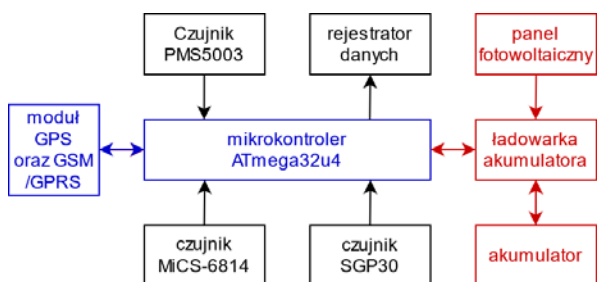 Czujnik
PMS5003
rejestrator
danych
panel
fotowoltaiczny
moduł
GPS
oraz GSM
/GPRS
mikrokontroler
ATmega32u4
ładowarka
akumulatora
czujnik
MiCS-6814
czujnik
SGP30
akumulator